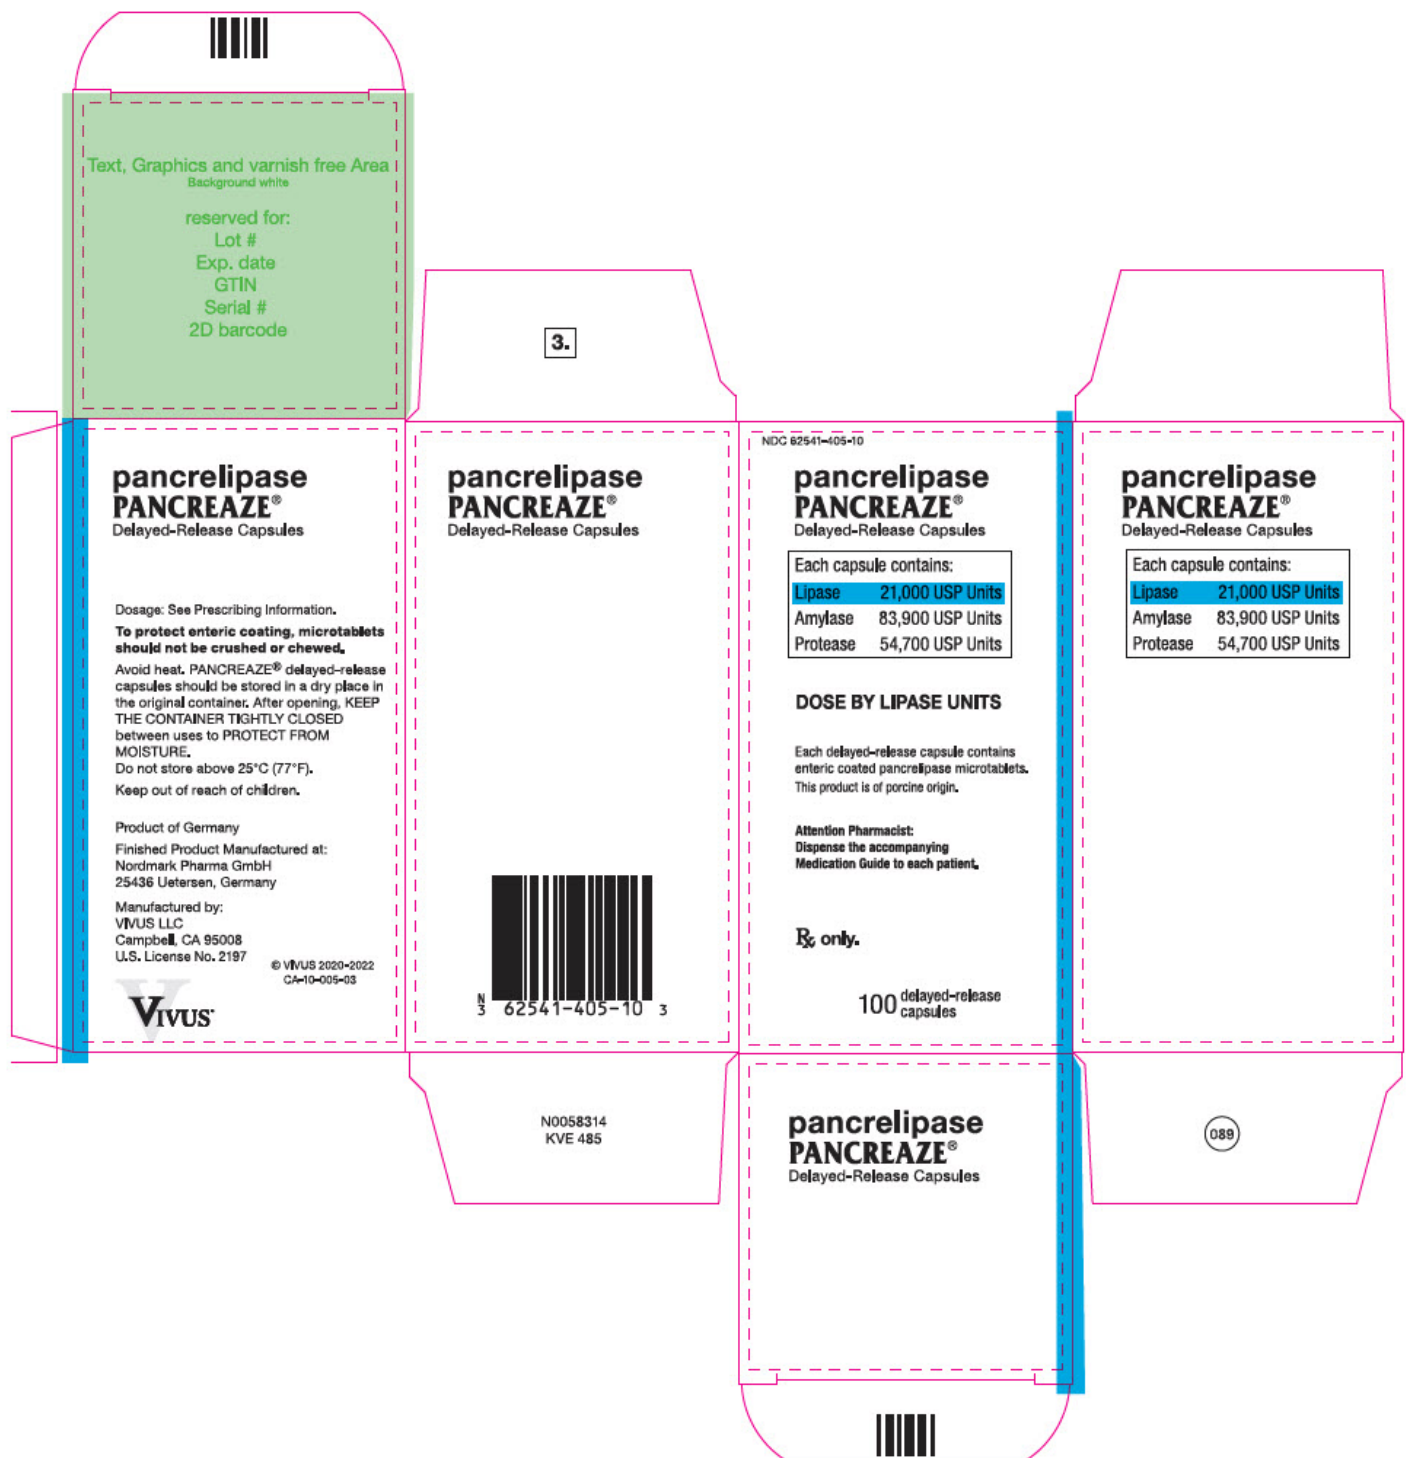 Text, Graphics and varnish free Area
Background white
reserved for:
Lot #
Exp. date
GTIN
Serial #
2D barcode
3.
pancrelipase
PANCREAZE®
Delayed-Release Capsules
Dosage: See Prescribing Information.
To protect enteric coating, microtablets
should not be crushed or chewed.
Avoid heat. PANCREAZE® delayed-release
capsules should be stored in a dry place in
the original container. After opening, KEEP
THE CONTAINER TIGHTLY CLOSED
between uses to PROTECT FROM
MOISTURE.
Do not store above 25°C (77°F).
Keep out of reach of children.
Product of Germany
Finished Product Manufactured at:
Nordmark Pharma GmbH
25436 Uetersen, Germany
Manufactured by:
VIVUS LLC
Campbell, CA 95008
U.S. License No. 2197
© VIVUS 2020-2022
CA-10-005-03
VIVUS
pancrelipase
PANCREAZE®
Delayed-Release Capsules
N
3 62541-405-10 3
N0058314
KVE 485
NDC 62541-405-10
pancrelipase
PANCREAZE®
Delayed-Release Capsules
Each capsule contains:
Lipase 21,000 USP Units
Amylase 83,900 USP Units
Protease 54,700 USP Units
DOSE BY LIPASE UNITS
Each delayed-release capsule contains
enteric coated pancrelipase microtablets.
This product is of porcine origin.
Attention Pharmacist:
Dispense the accompanying
Medication Guide to each patient.
Rx only.
100 delayed-release
capsules
pancrelipase
PANCREAZE®
Delayed-Release Capsules
pancrelipase
PANCREAZE®
Delayed-Release Capsules
Each capsule contains:
Lipase 21,000 USP Units
Amylase 83,900 USP Units
Protease 54,700 USP Units
089